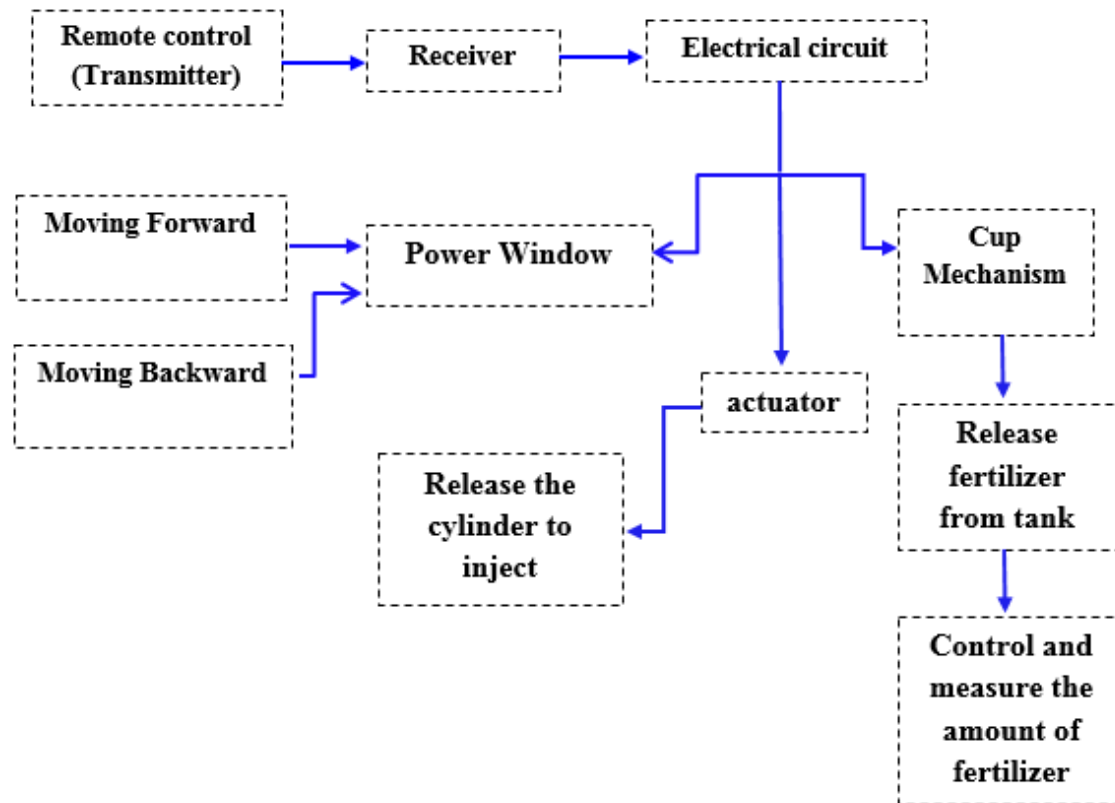 Remote control
(Transmitter)
Receiver
Electrical circuit
Moving Forward
Power Window
Cup
Mechanism
Moving Backward
actuator
Release the
cylinder to
inject
Release
fertilizer
from tank
Control and
measure the
amount of
fertilizer